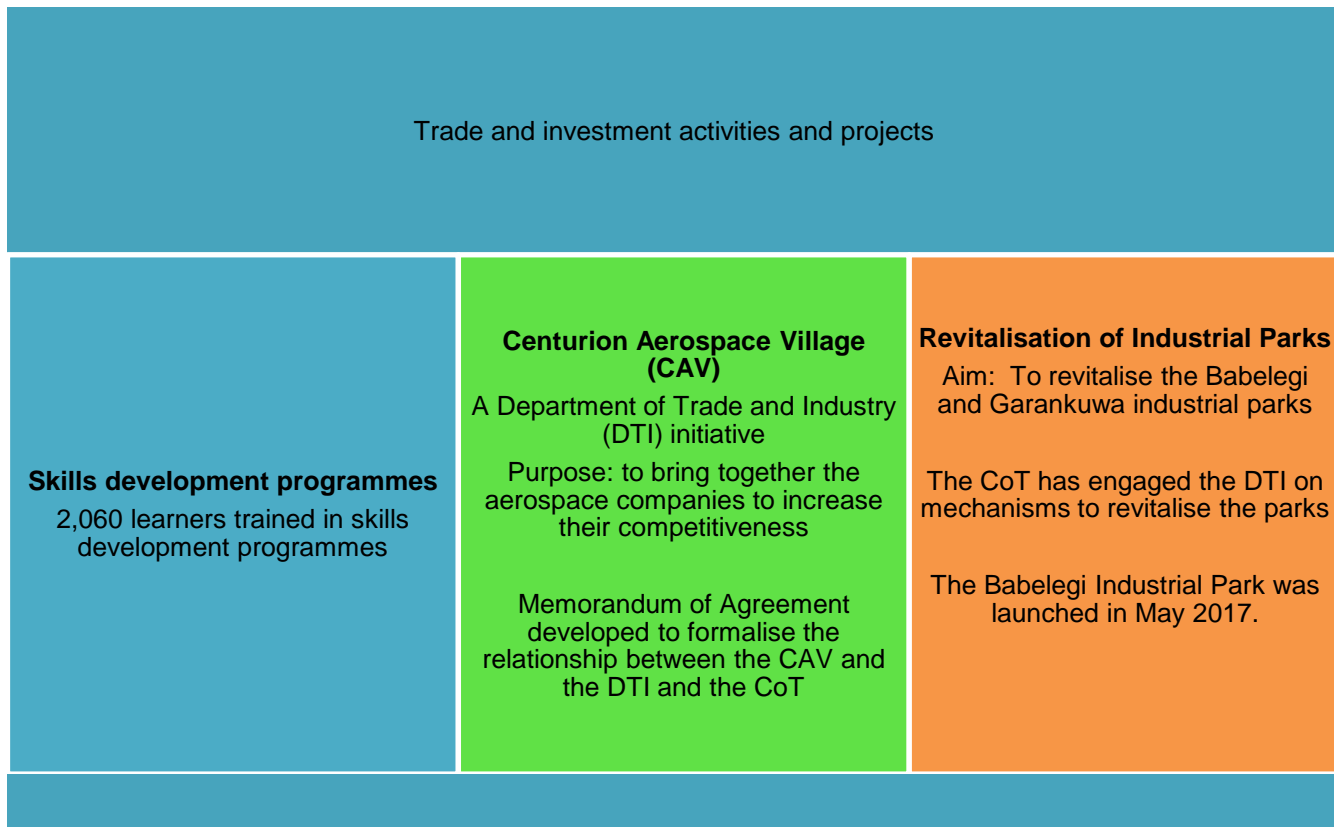 Trade and investment activities and projects
Skills development programmes
2,060 learners trained in skills
development programmes
Centurion Aerospace Village
(CAV)
A Department of Trade and Industry
(DTI) initiative
Purpose: to bring together the
aerospace companies to increase
their competitiveness
Memorandum of Agreement
developed to formalise the
relationship between the CAV and
the DTI and the CoT
Revitalisation of Industrial Parks
Aim:  To revitalise the Babelegi
and Garankuwa industrial parks
The CoT has engaged the DTI on
mechanisms to revitalise the parks
The Babelegi Industrial Park was
launched in May 2017.